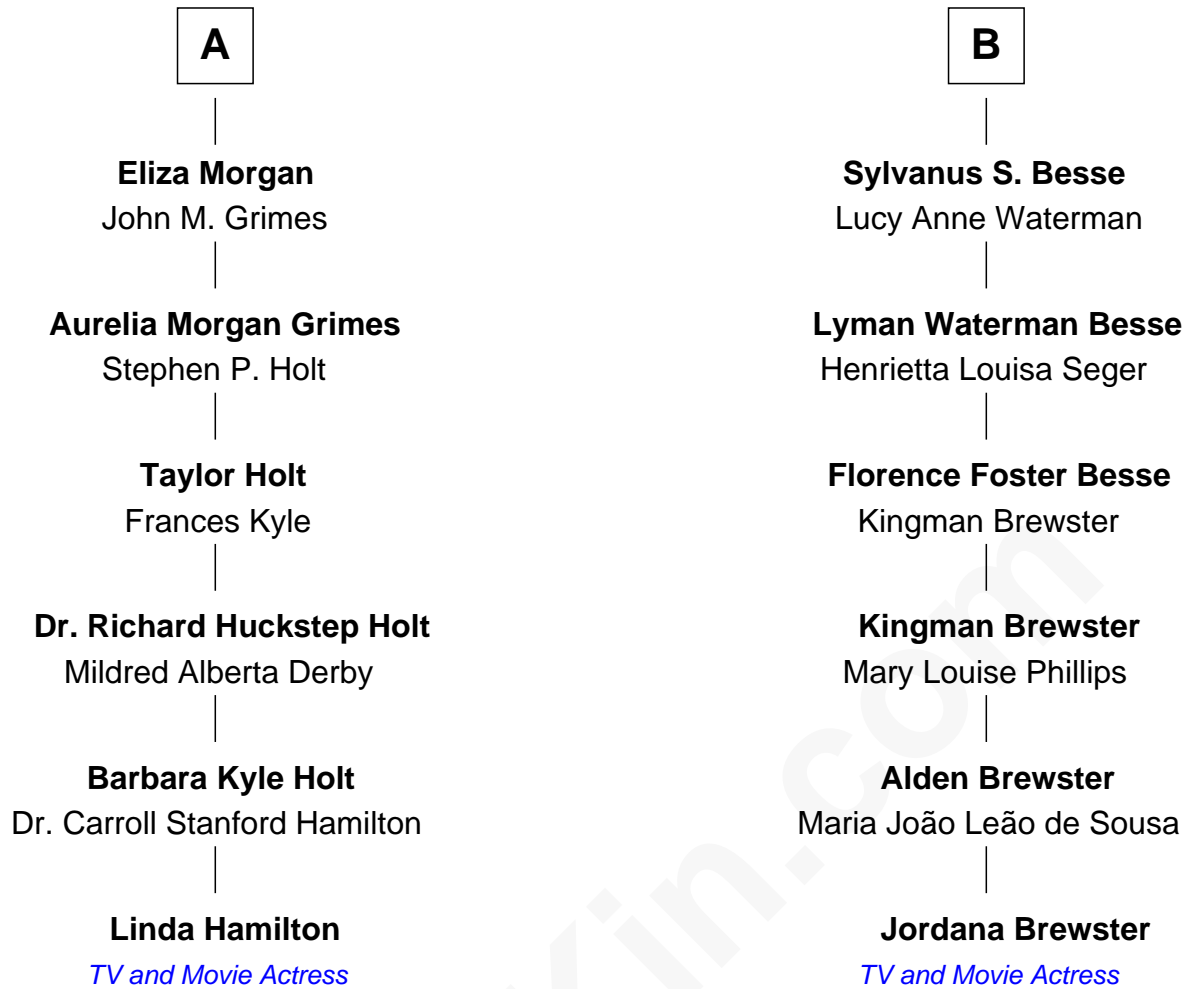 A
Eliza Morgan
John M. Grimes
Aurelia Morgan Grimes
Stephen P. Holt
Taylor Holt
Frances Kyle
Dr. Richard Huckstep Holt
Mildred Alberta Derby
Barbara Kyle Holt
Dr. Carroll Stanford Hamilton
Linda Hamilton
TV and Movie Actress
B
Sylvanus S. Besse
Lucy Anne Waterman
Lyman Waterman Besse
Henrietta Louisa Seger
Florence Foster Besse
Kingman Brewster
Kingman Brewster
Mary Louise Phillips
Alden Brewster
Maria João Leão de Sousa
Jordana Brewster
TV and Movie Actress
Kin.com